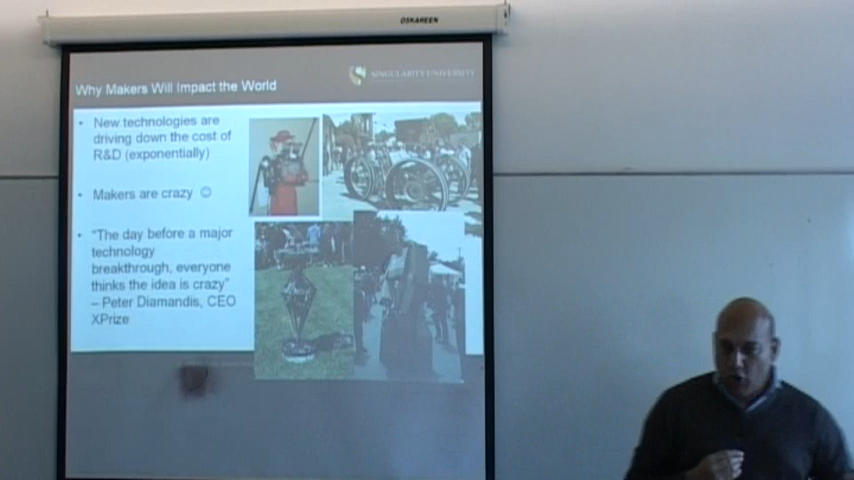 OSKAREEN
SINGULARITY UNIVERSITY
Why Makers Will Impact the World
• New technologies are
driving down the cost of
R&D (exponentially)
• Makers are crazy ☺
• "The day before a major
technology
breakthrough, everyone
thinks the idea is crazy"
– Peter Diamandis, CEO
XPrize